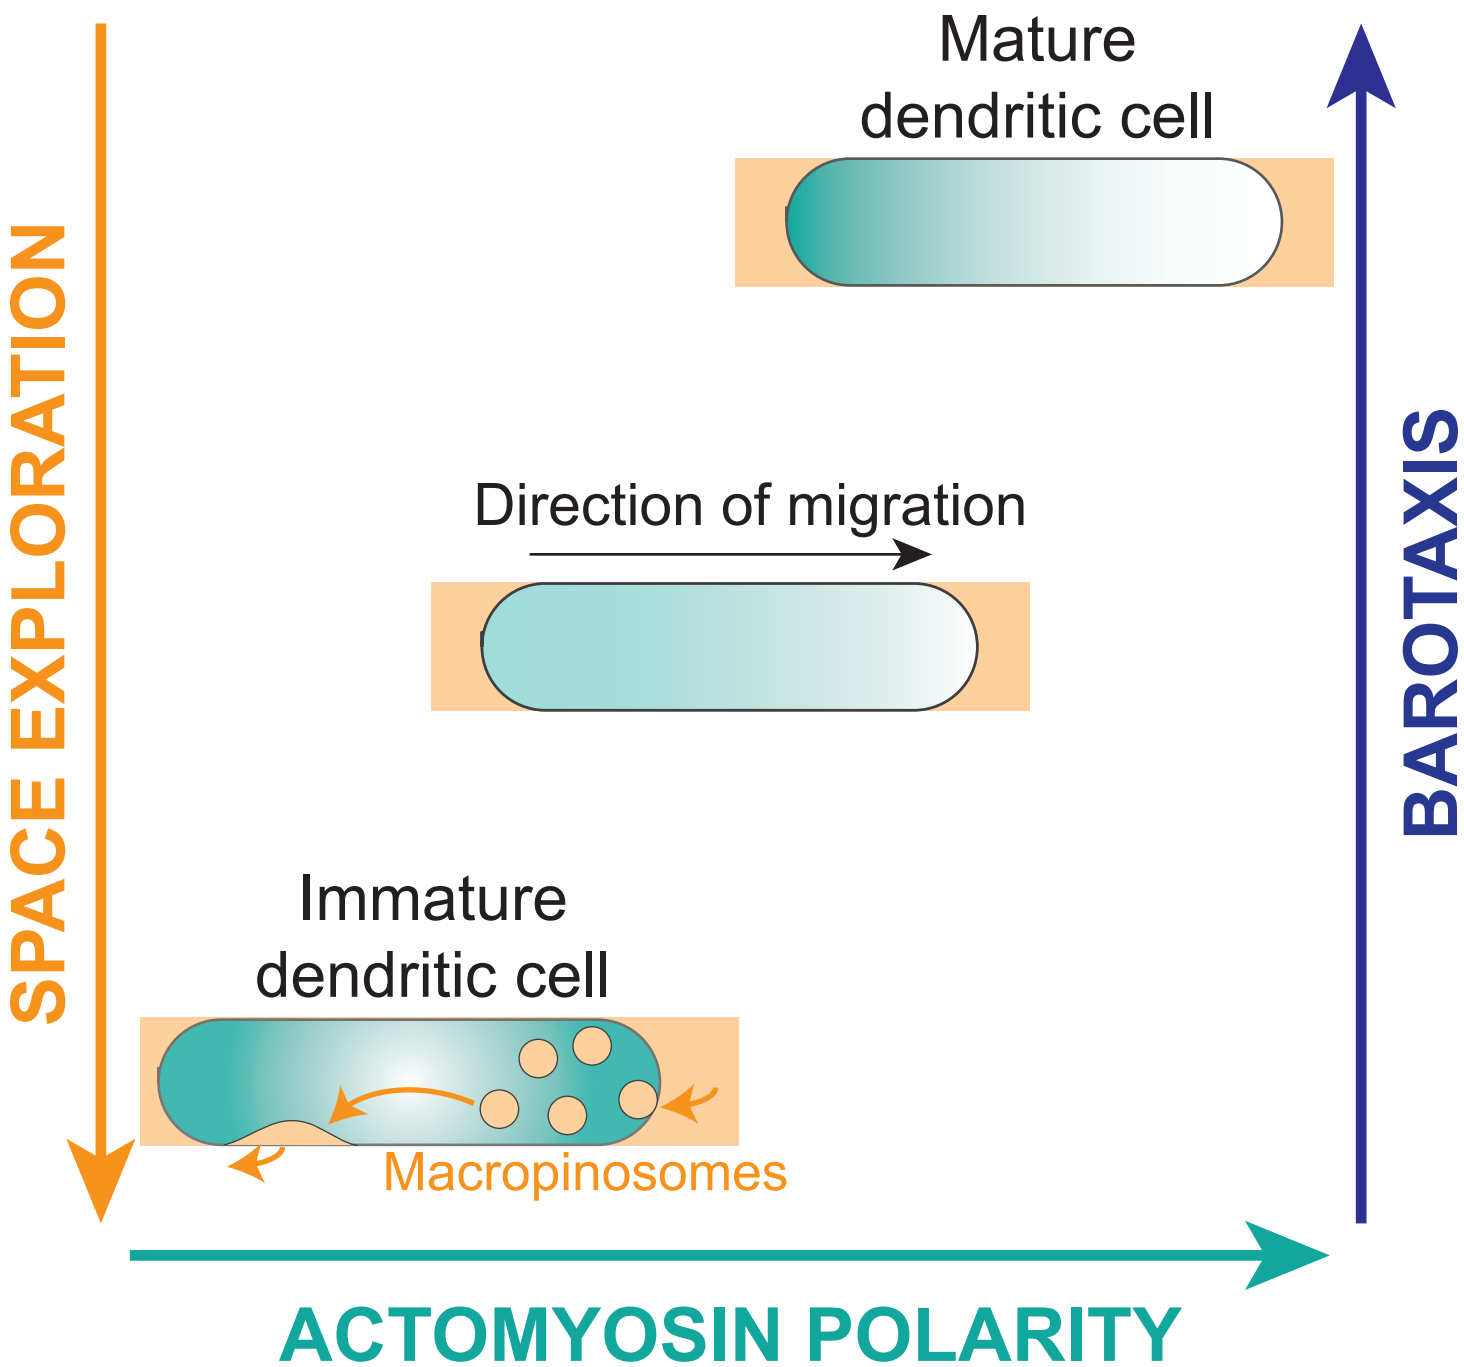 Mature
dendritic cell
SPACE EXPLORATION
BAROTAXIS
Direction of migration
Immature
dendritic cell
Macropinosomes
ACTOMYOSIN POLARITY